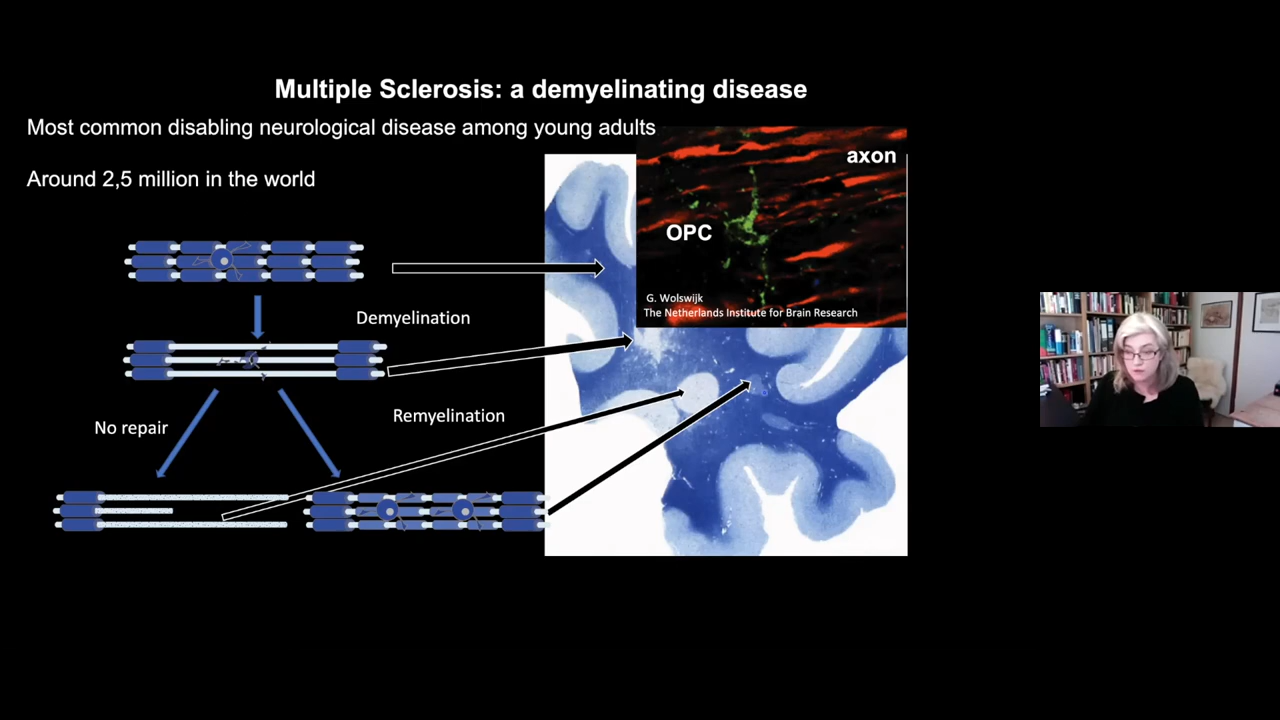 Multiple Sclerosis: a demyelinating disease
Most common disabling neurological disease among young adults
Around 2,5 million in the world
axon
OPC
G. Wolswijk
The Netherlands Institute for Brain Research
Demyelination
Remyelination
No repair